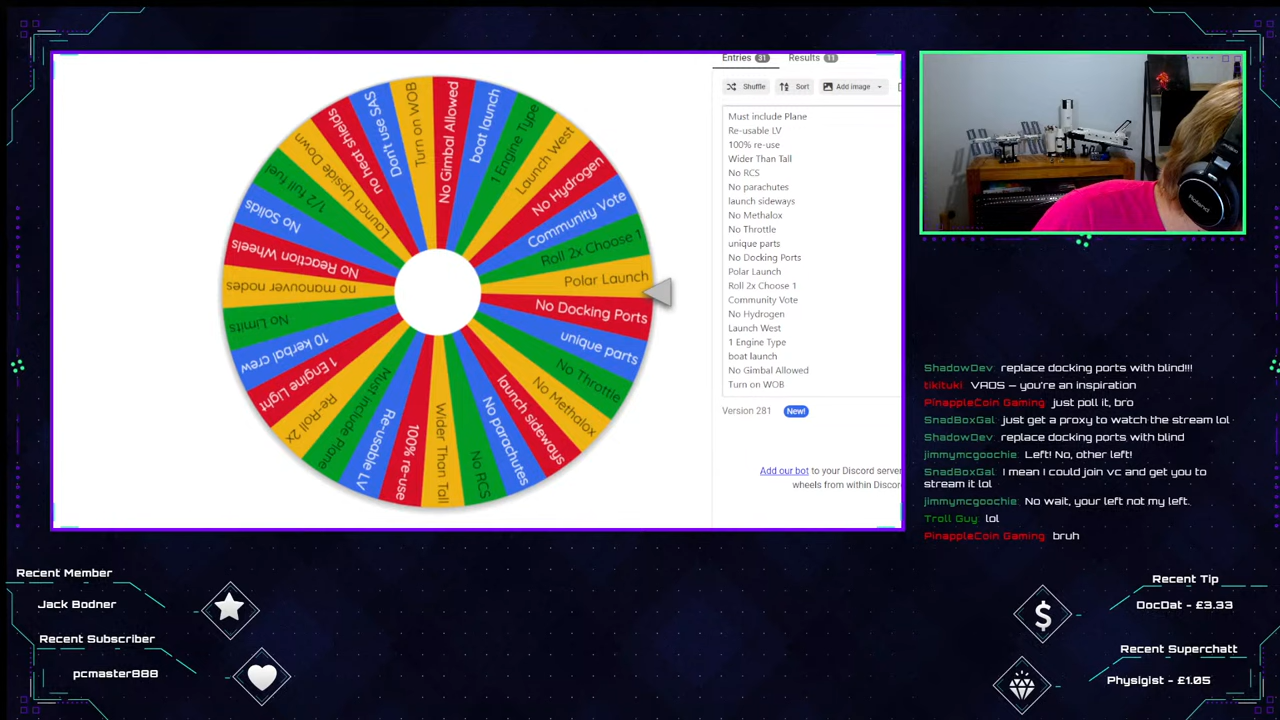 Entries 31 Results 11
Shuffle Sort Add image
Must include Plane
Re-usable LV
100% re-use
Wider Than Tall
No RCS
No parachutes
launch sideways
No Methalox
No Throttle
unique parts
No Docking Ports
Polar Launch
Roll 2x Choose 1
Community Vote
No Hydrogen
Launch West
1 Engine Type
boat launch
No Gimbal Allowed
Turn on WOB
Version 281 New!
Add our bot to your Discord server
wheels from within Discord
No Gimbal Allowed
boat launch
1 Engine Type
Launch West
No Hydrogen
Community Vote
Roll 2x Choose 1
Polar Launch
No Docking Ports
unique parts
No Throttle
No Methalox
launch sideways
No parachutes
No RCS
Wider Than Tall
100% re-use
Re-usable LV
Must include Plane
Re-Roll 2x
1 Engine Light
10 kerbal crew
No Limits
no manouver nodes
No Reaction Wheels
No Solids
full fuel
Launch Upside Down
no heat shields
Don't use SAS
Turn on WOB
Roland
ShadowDev: replace docking ports with blind!!!
tikituki: VAOS – you're an inspiration
PinappleCoin Gaming: just poll it, bro
SnadBoxGal: just get a proxy to watch the stream lol
ShadowDev: replace docking ports with blind
jimmymcgoochie: Left! No, other left!
SnadBoxGal: I mean I could join vc and get you to
stream it lol
jimmymcgoochie: No wait, your left not my left.
Troll Guy: lol
PinappleCoin Gaming: bruh
Recent Member
Jack Bodner
Recent Subscriber
pcmaster888
Recent Tip
DocDat - £3.33
Recent Superchatt
Physigist - £1.05